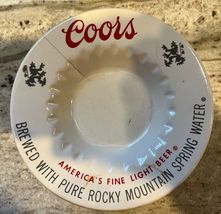 Coors
AMERICA'S FINE LIGHT BEER®
BREWED WITH PURE ROCKY MOUNTAIN SPRING WATER®